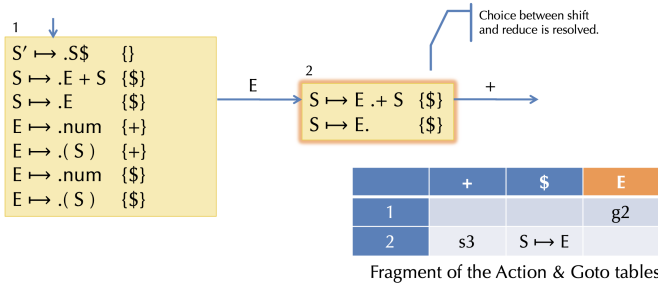 Choice between shift
and reduce is resolved.
1
S′ ⟼ .S$ {}
S ⟼ .E + S {$}
S ⟼ .E {$}
E ⟼ .num {+}
E ⟼ .( S ) {+}
E ⟼ .num {$}
E ⟼ .( S ) {$}
E
2
S ⟼ E .+ S {$}
S ⟼ E. {$}
+
+ $ E
1 g2
2 s3 S ⟼ E
Fragment of the Action & Goto tables